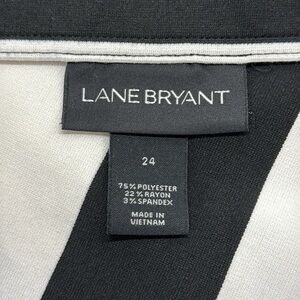 LANE BRYANT
24
75% POLYESTER
22% RAYON
3% SPANDEX
MADE IN
VIETNAM